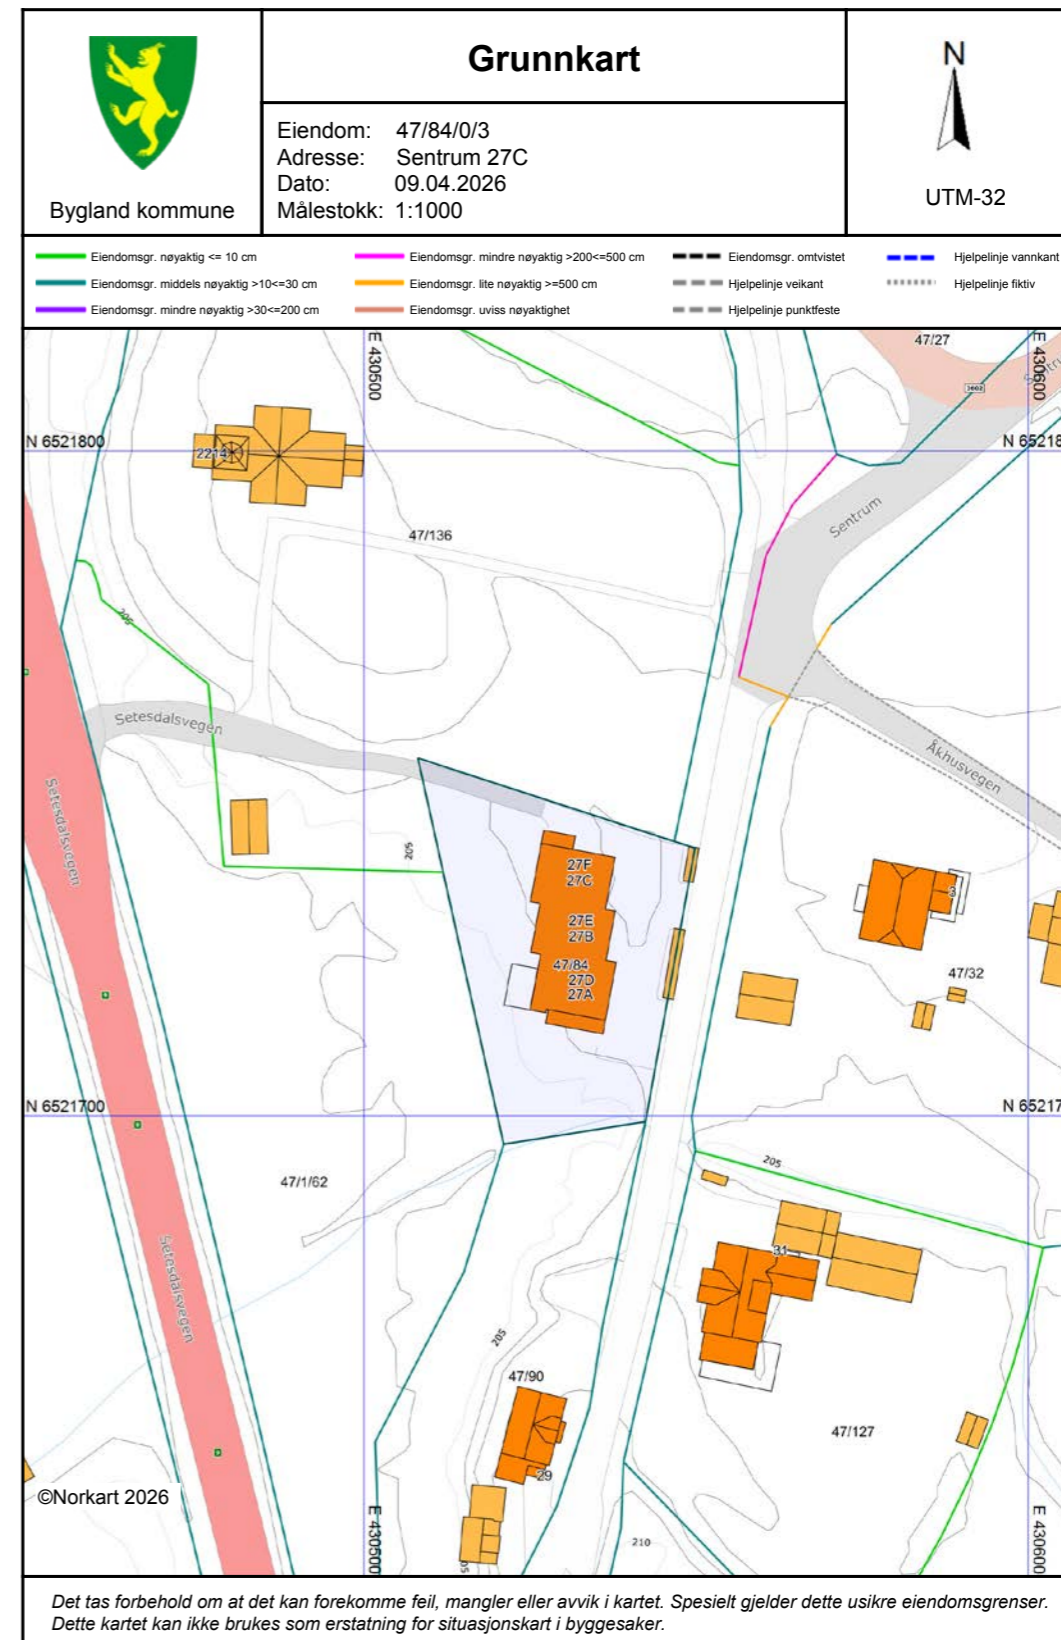 Grunnkart
Bygland kommune
Eiendom: 47/84/0/3
Adresse: Sentrum 27C
Dato: 09.04.2026
Målestokk: 1:1000
N
UTM-32
Eiendomsgr. nøyaktig <= 10 cm
Eiendomsgr. middels nøyaktig >10<=30 cm
Eiendomsgr. mindre nøyaktig >30<=200 cm
Eiendomsgr. mindre nøyaktig >200<=500 cm
Eiendomsgr. lite nøyaktig >=500 cm
Eiendomsgr. uviss nøyaktighet
Eiendomsgr. omtvistet
Hjelpelinje veikant
Hjelpelinje punktfeste
Hjelpelinje vannkant
Hjelpelinje fiktiv
E 430500
47/27
E 430600
3602
N 6521800
N 65218
2214
47/136
Sentrum
205
Setesdalsvegen
Åkhusvegen
Setesdalsvegen
205
27F
27C
27E
27B
47/84
27D
27A
3
47/32
N 6521700
N 65217
205
47/1/62
Setesdalsvegen
31
205
47/90
47/127
29
210
©Norkart 2026
E 430500
E 430600
Det tas forbehold om at det kan forekomme feil, mangler eller avvik i kartet. Spesielt gjelder dette usikre eiendomsgrenser.
Dette kartet kan ikke brukes som erstatning for situasjonskart i byggesaker.